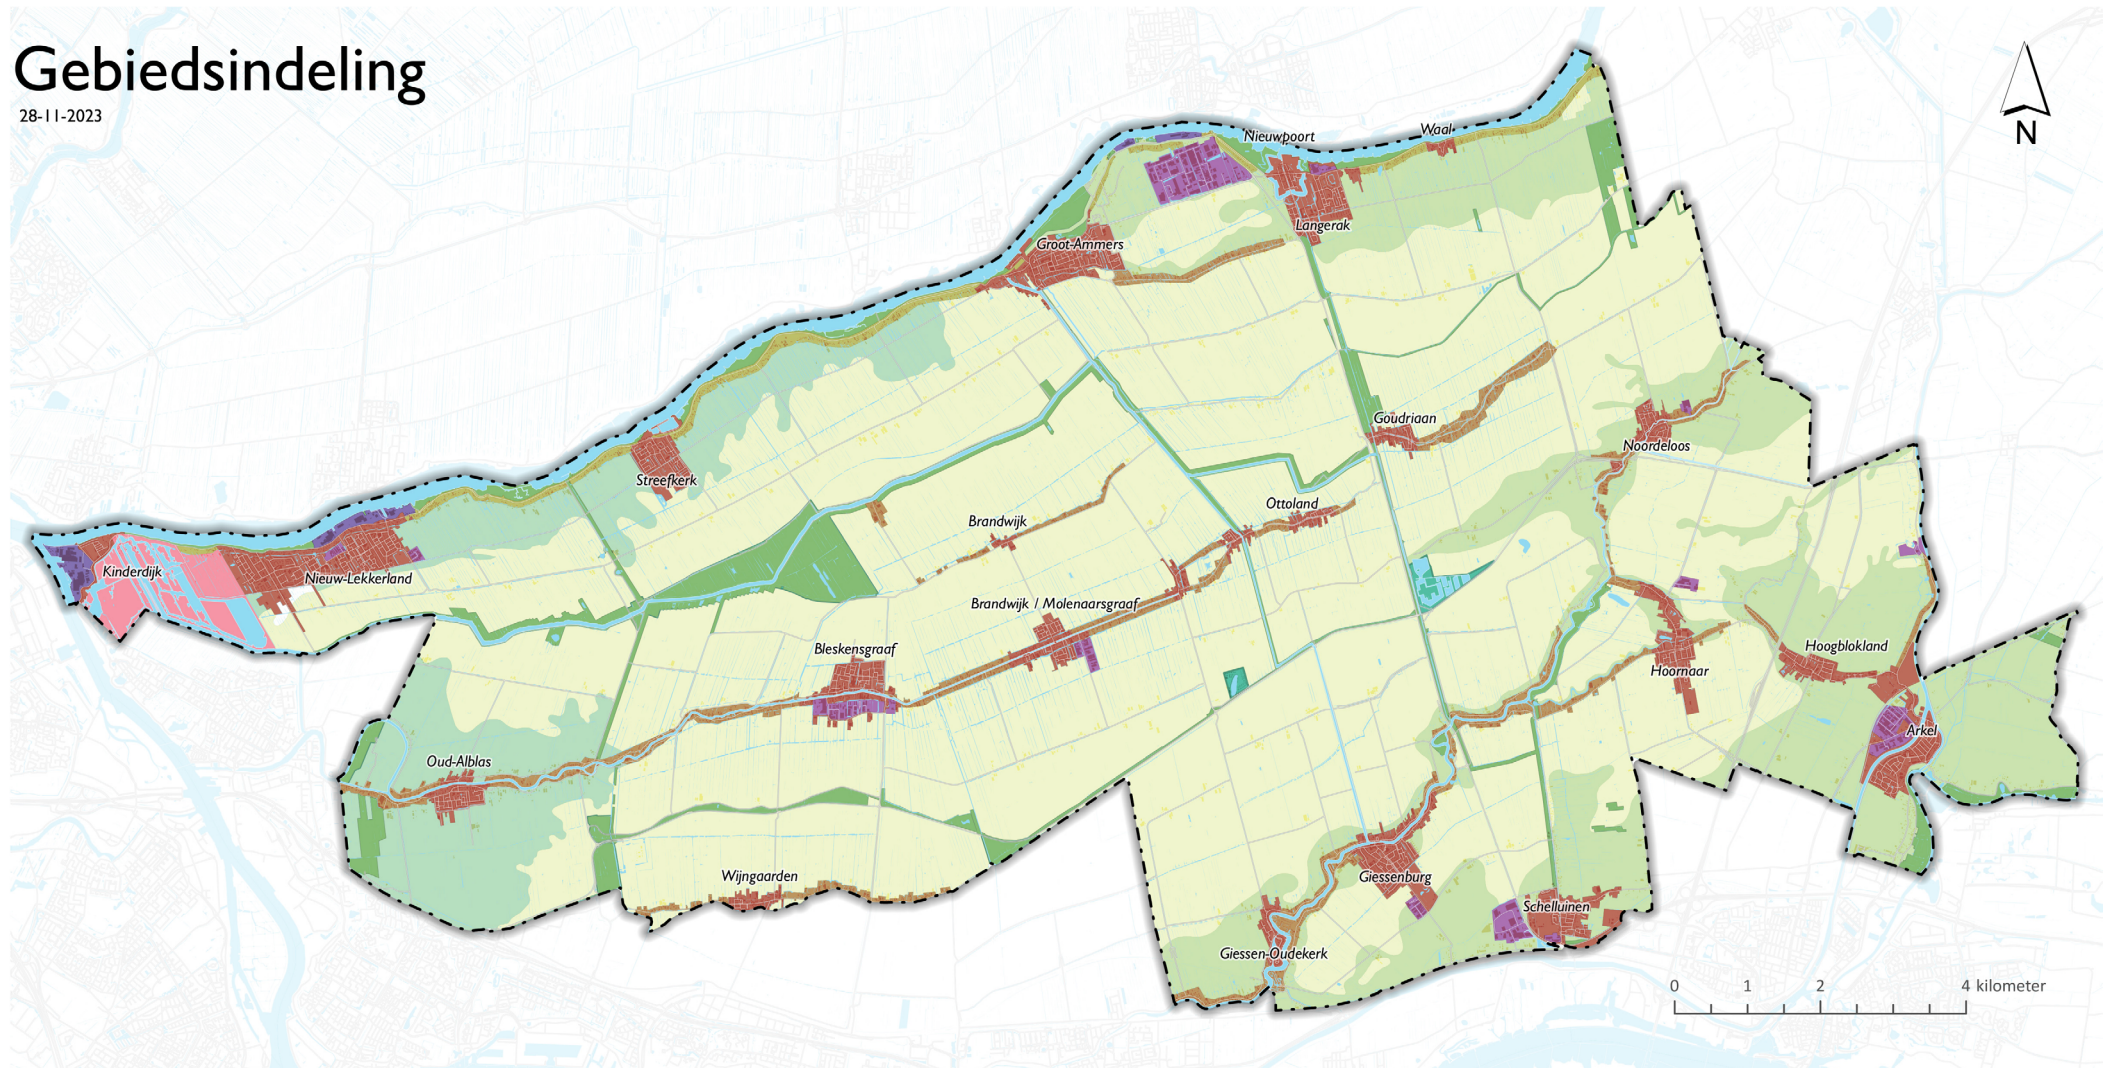 Gebiedsindeling
28-11-2023
N
Nieuwpoort
Waal
Langerak
Groot-Ammers
Goudriaan
Noordeloos
Streefkerk
Ottoland
Brandwijk
Kinderdijk
Nieuw-Lekkerland
Brandwijk / Molenaarsgraaf
Bleskensgraaf
Hoogblokland
Hoornaar
Arkel
Oud-Alblas
Wijngaarden
Giessenburg
Schelluinen
Giessen-Oudekerk
0 1 2 4 kilometer